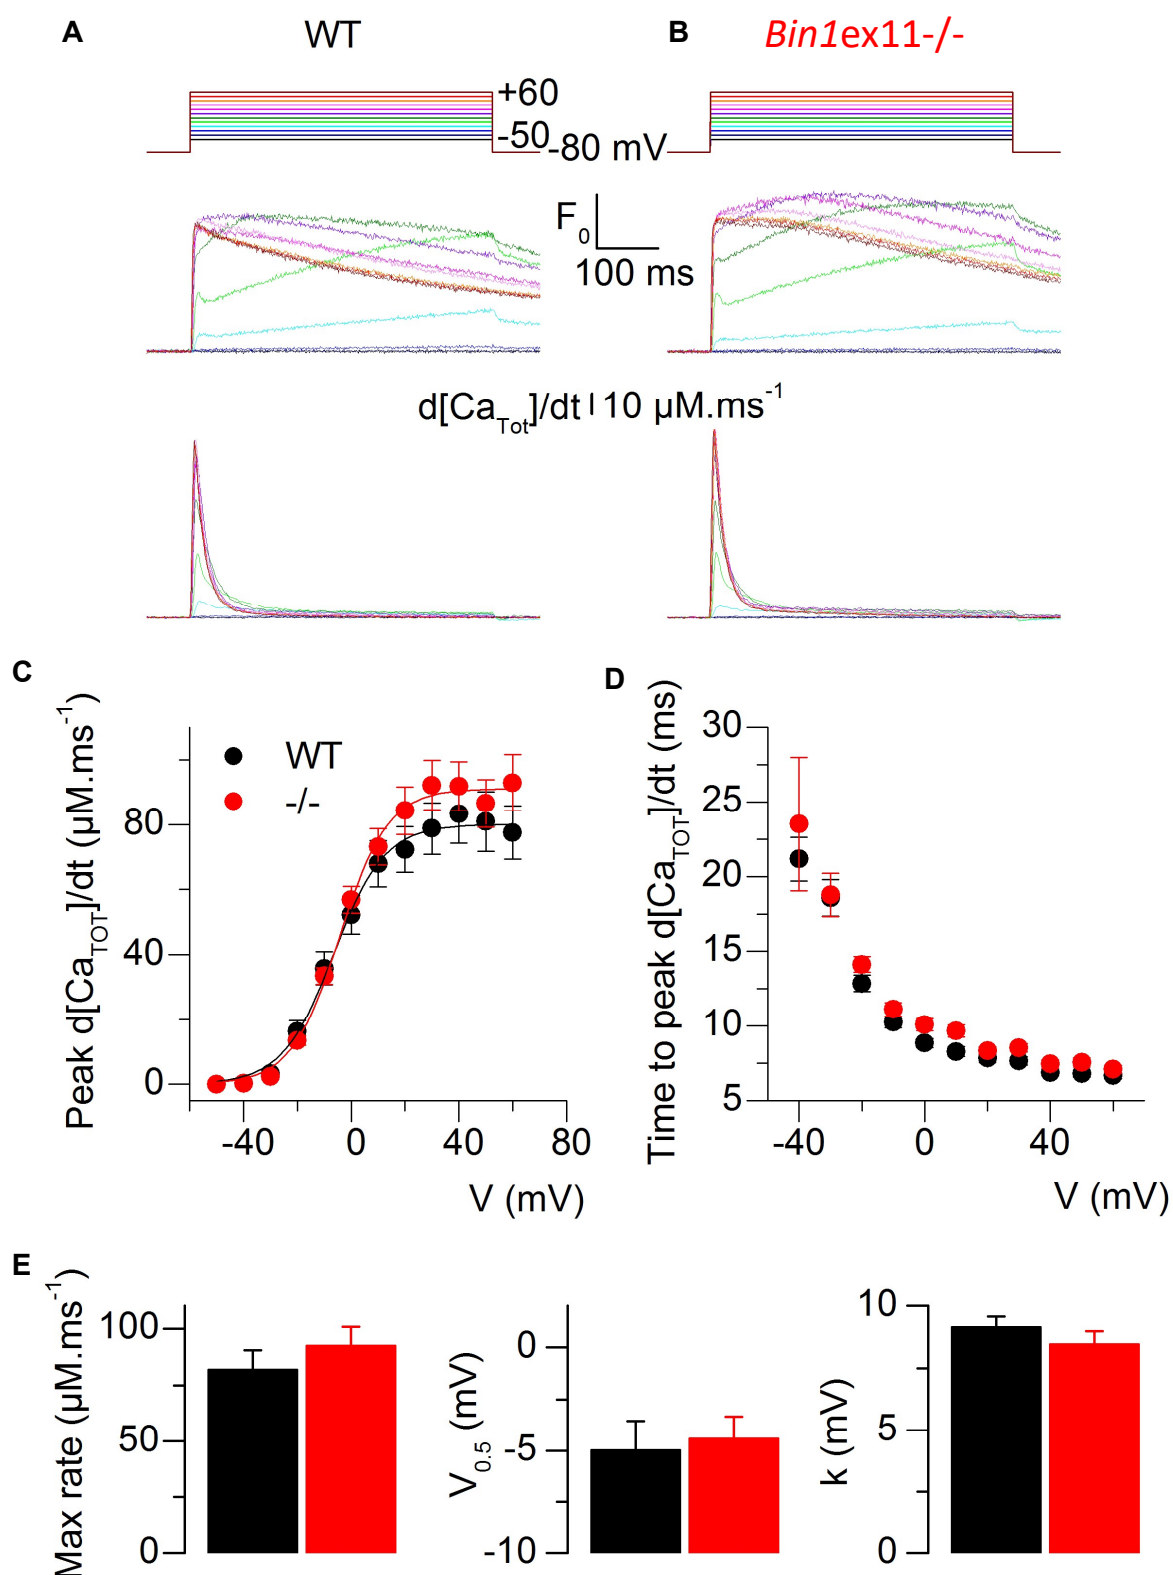 A
WT
B
Bin1ex11-/-
+60
-50
-80 mV
F0
100 ms
d[CaTot]/dt
10 µM.ms-1
C
Peak d[CaTOT]/dt (µM.ms-1)
WT
-/-
80
40
0
-40
0
40
80
V (mV)
D
Time to peak d[CaTOT]/dt (ms)
30
25
20
15
10
5
-40
0
40
V (mV)
E
Max rate (µM.ms-1)
100
50
0
V0.5 (mV)
0
-5
-10
k (mV)
10
5
0